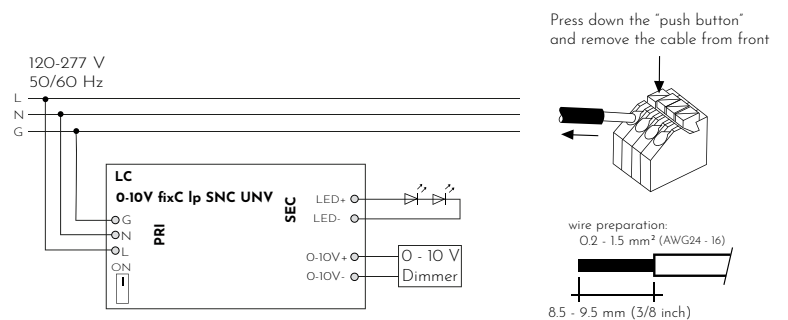 Press down the "push button"
and remove the cable from front
120-277 V
50/60 Hz
L
N
G
LC
0-10V fixC lp SNC UNV
PRI
SEC
G
N
L
ON
I
LED+
LED-
0-10V+
0-10V-
0 - 10 V
Dimmer
wire preparation:
0.2 - 1.5 mm² (AWG24 - 16)
8.5 - 9.5 mm (3/8 inch)